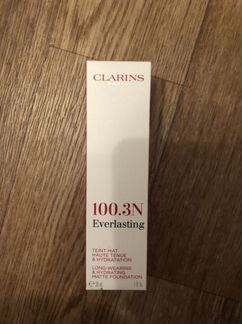 CLARINS
100.3N
Everlasting
TEINT MAT
HAUTE TENUE
& HYDRATATION
LONG-WEARING
& HYDRATING
MATTE FOUNDATION